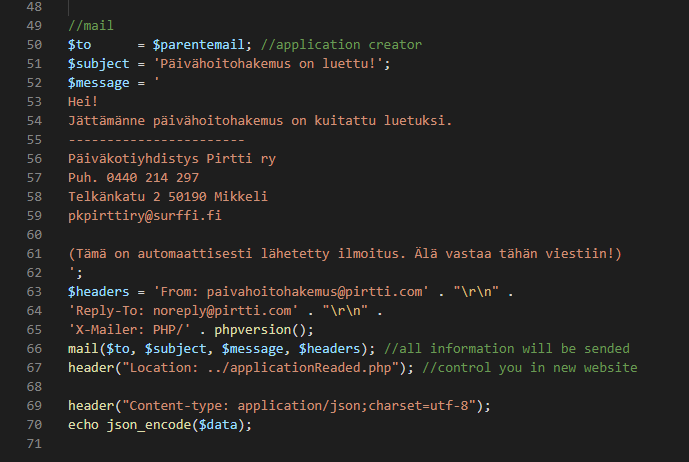 48
49 //mail
50 $to      = $parentemail; //application creator
51 $subject = 'Päivähoitohakemus on luettu!';
52 $message = '
53 Hei!
54 Jättämänne päivähoitohakemus on kuitattu luetuksi.
55 ----------------------
56 Päiväkotiyhdistys Pirtti ry
57 Puh. 0440 214 297
58 Telkänkatu 2 50190 Mikkeli
59 pkpirttiry@surffi.fi
60
61 (Tämä on automaattisesti lähetetty ilmoitus. Älä vastaa tähän viestiin!)
62 ';
63 $headers = 'From: paivahoitohakemus@pirtti.com' . "\r\n" .
64 'Reply-To: noreply@pirtti.com' . "\r\n" .
65 'X-Mailer: PHP/' . phpversion();
66 mail($to, $subject, $message, $headers); //all information will be sended
67 header("Location: ../applicationReaded.php"); //control you in new website
68
69 header("Content-type: application/json;charset=utf-8");
70 echo json_encode($data);
71